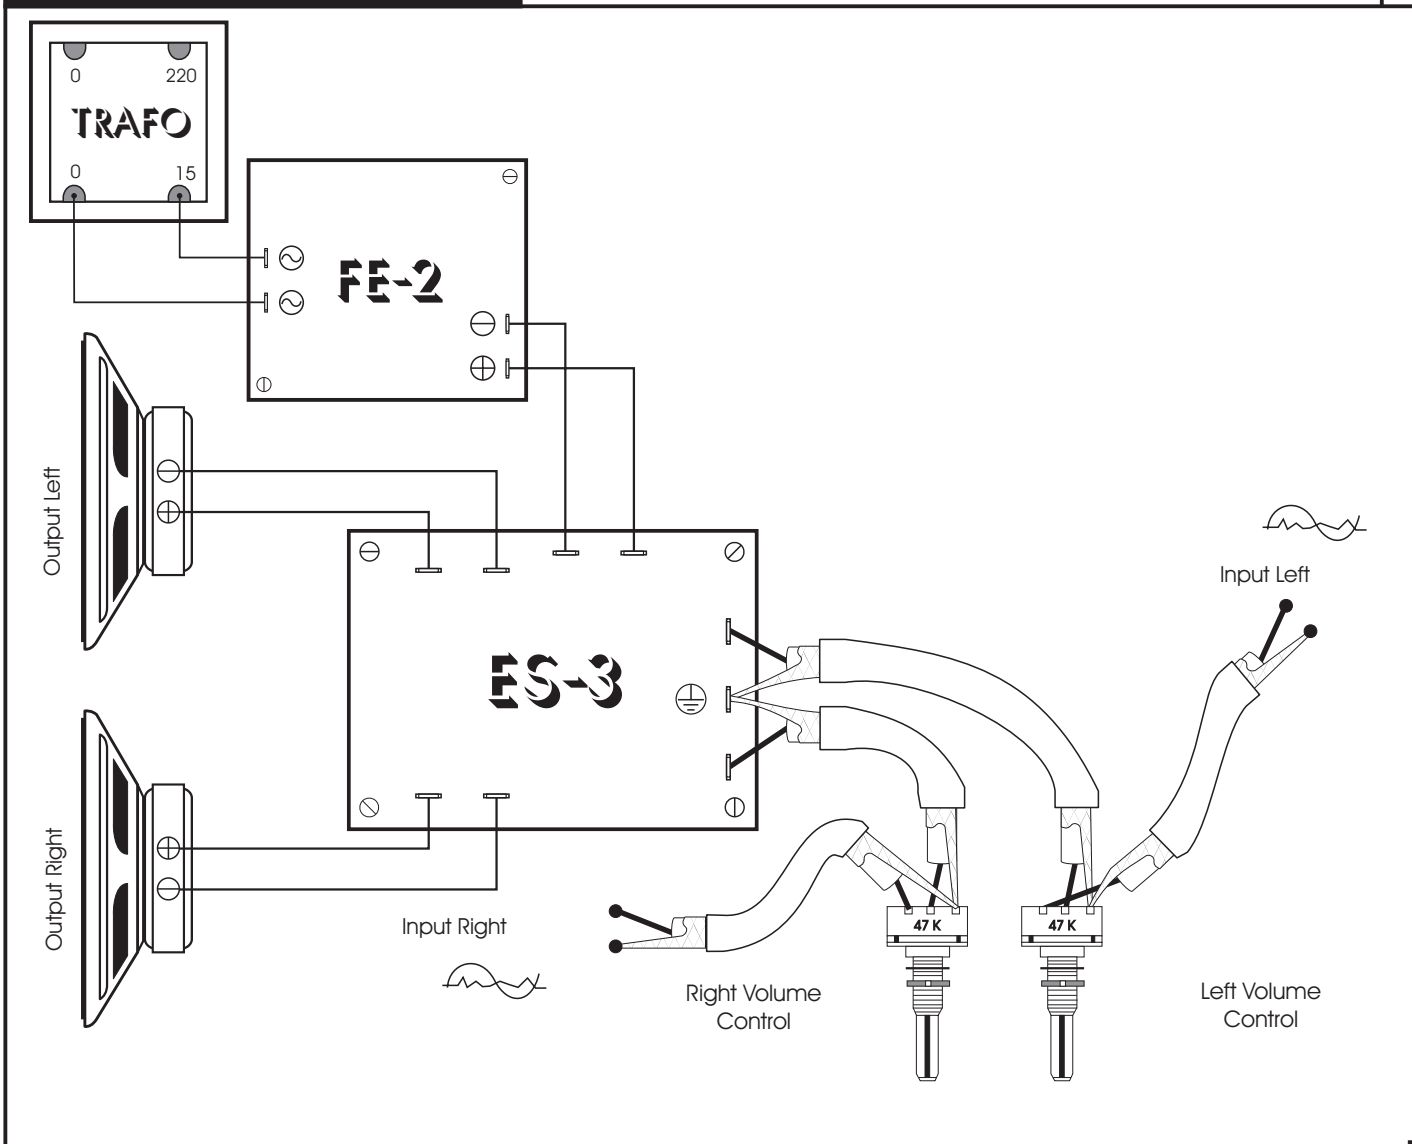 0 220
TRAFO
0 15
FE-2
Output Left
Input Left
ES-3
Output Right
Input Right
47 K
47 K
Right Volume
Control
Left Volume
Control